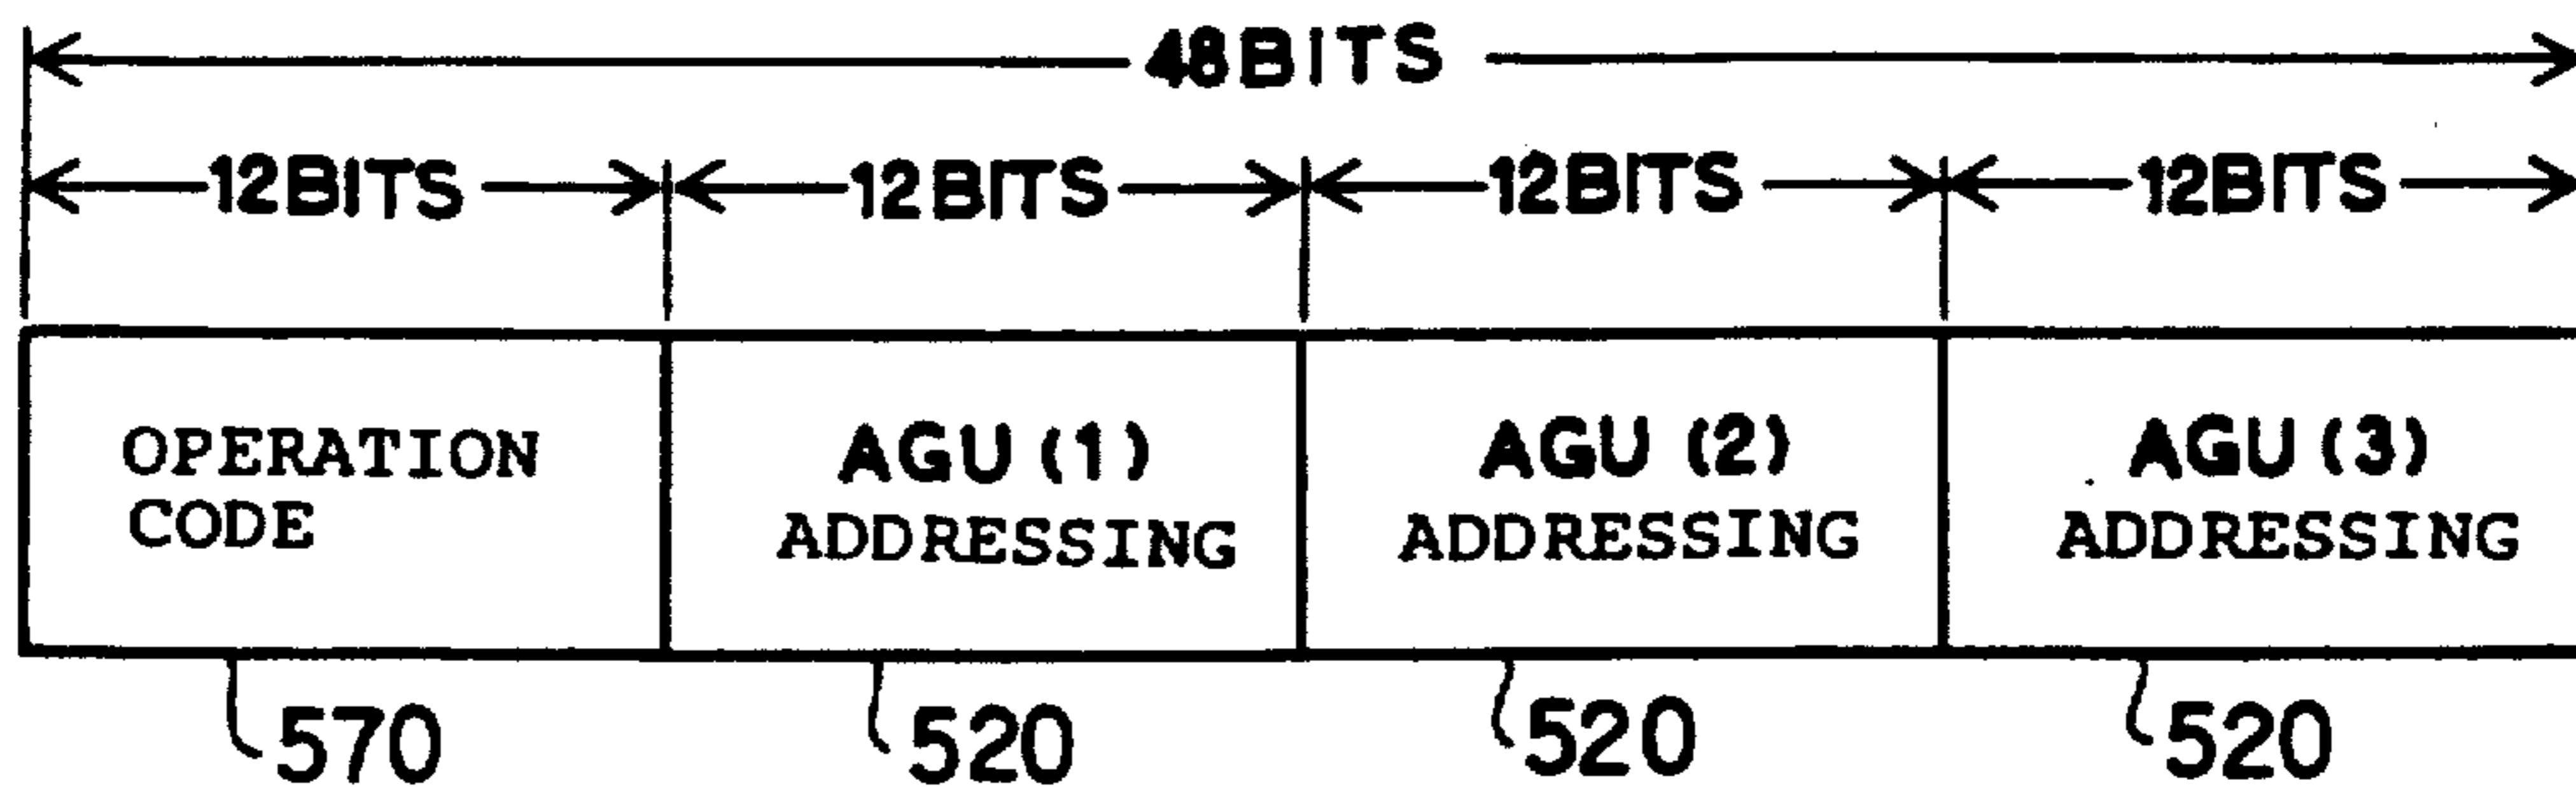 48BITS
12BITS 12BITS 12BITS 12BITS
OPERATION CODE
AGU (1) ADDRESSING
AGU (2) ADDRESSING
AGU (3) ADDRESSING
570 520 520 520